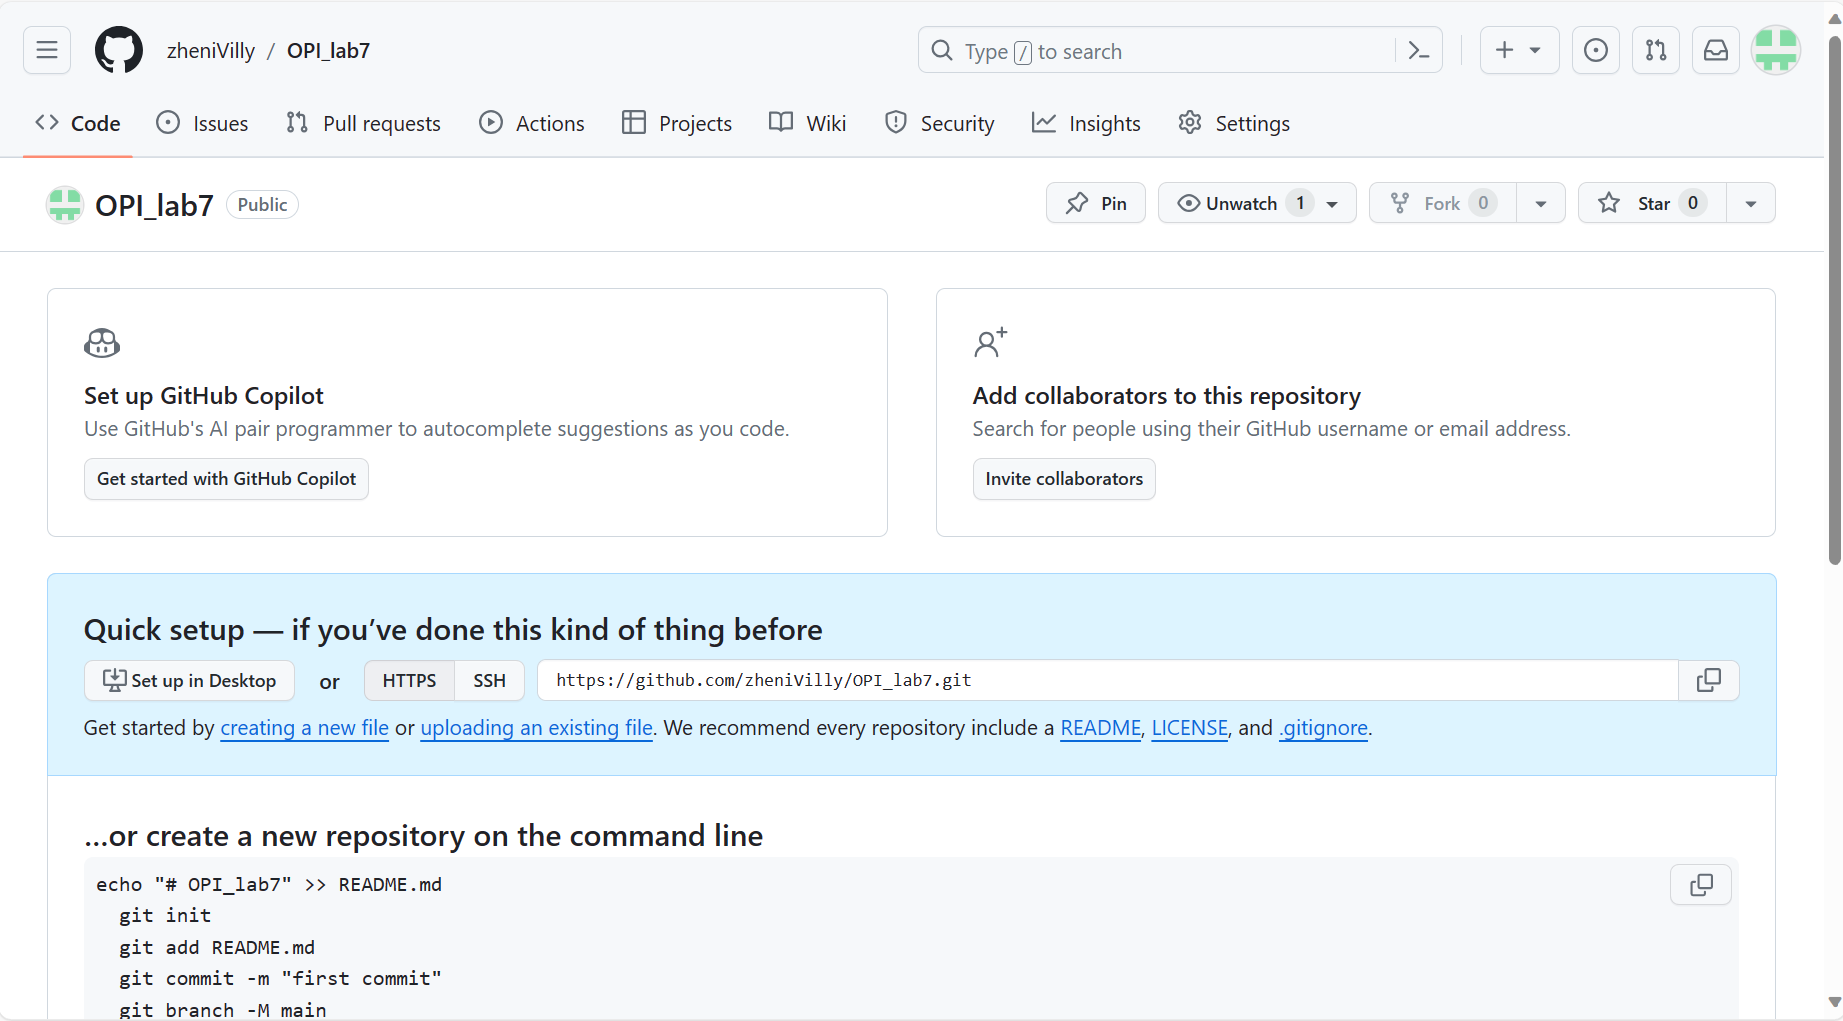 zheniVilly / OPI_lab7
Type / to search
Code Issues Pull requests Actions Projects Wiki Security Insights Settings
OPI_lab7 Public
Pin Unwatch 1 Fork 0 Star 0
Set up GitHub Copilot
Use GitHub's AI pair programmer to autocomplete suggestions as you code.
Get started with GitHub Copilot
Add collaborators to this repository
Search for people using their GitHub username or email address.
Invite collaborators
Quick setup — if you’ve done this kind of thing before
Set up in Desktop or HTTPS SSH https://github.com/zheniVilly/OPI_lab7.git
Get started by creating a new file or uploading an existing file. We recommend every repository include a README, LICENSE, and .gitignore.
…or create a new repository on the command line
echo "# OPI_lab7" >> README.md
git init
git add README.md
git commit -m "first commit"
git branch -M main